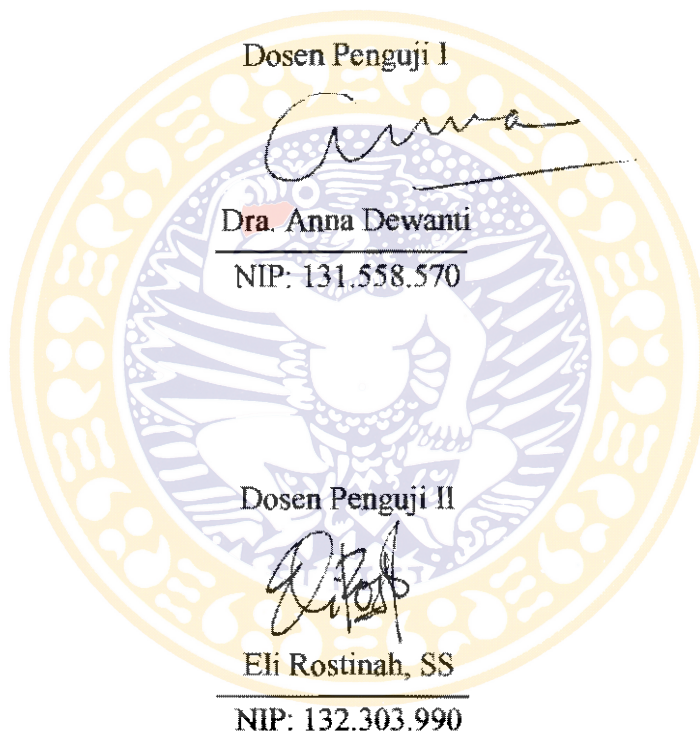 Dosen Penguji I
Dra. Anna Dewanti
NIP: 131.558.570
Dosen Penguji II
Eli Rostinah, SS
NIP: 132.303.990